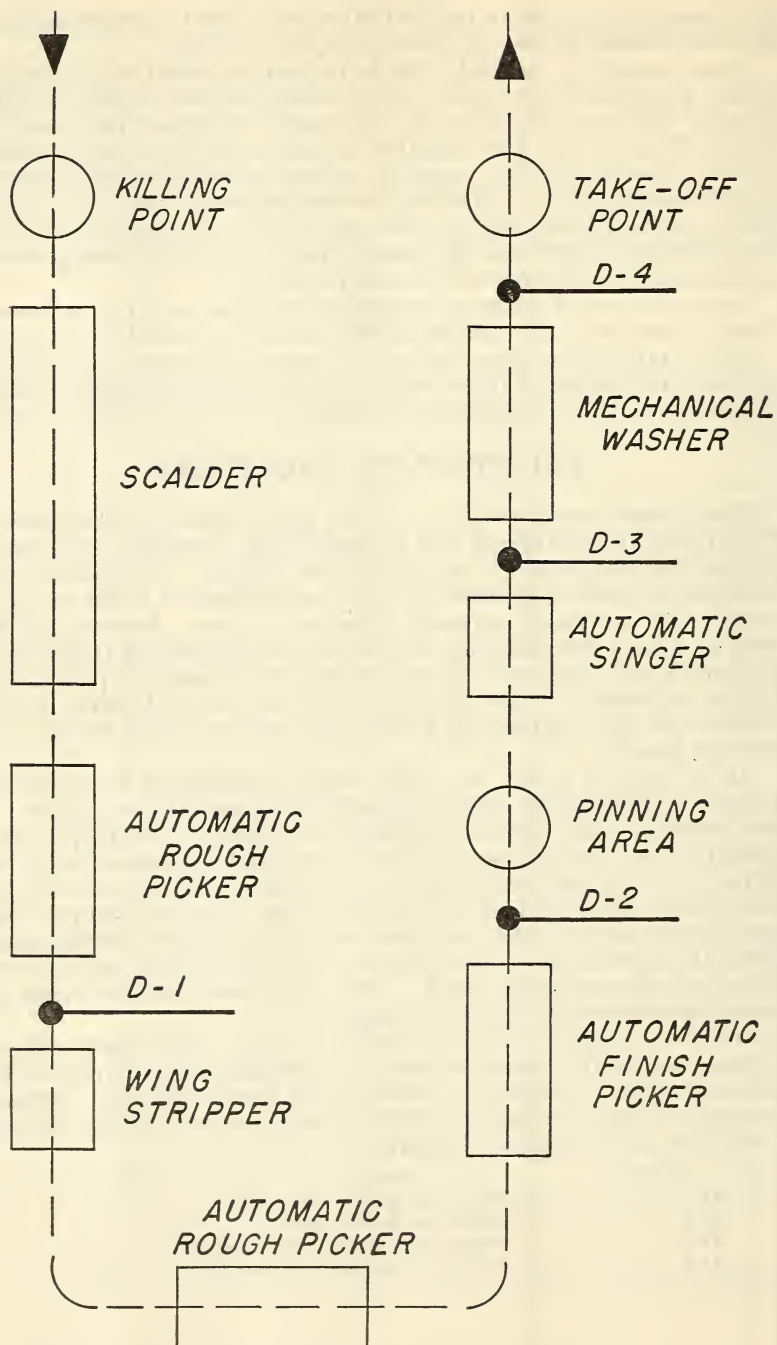 KILLING
POINT
SCALDER
AUTOMATIC
ROUGH
PICKER
D-1
WING
STRIPPER
AUTOMATIC
ROUGH PICKER
AUTOMATIC
FINISH
PICKER
D-2
PINNING
AREA
AUTOMATIC
SINGER
D-3
MECHANICAL
WASHER
D-4
TAKE-OFF
POINT